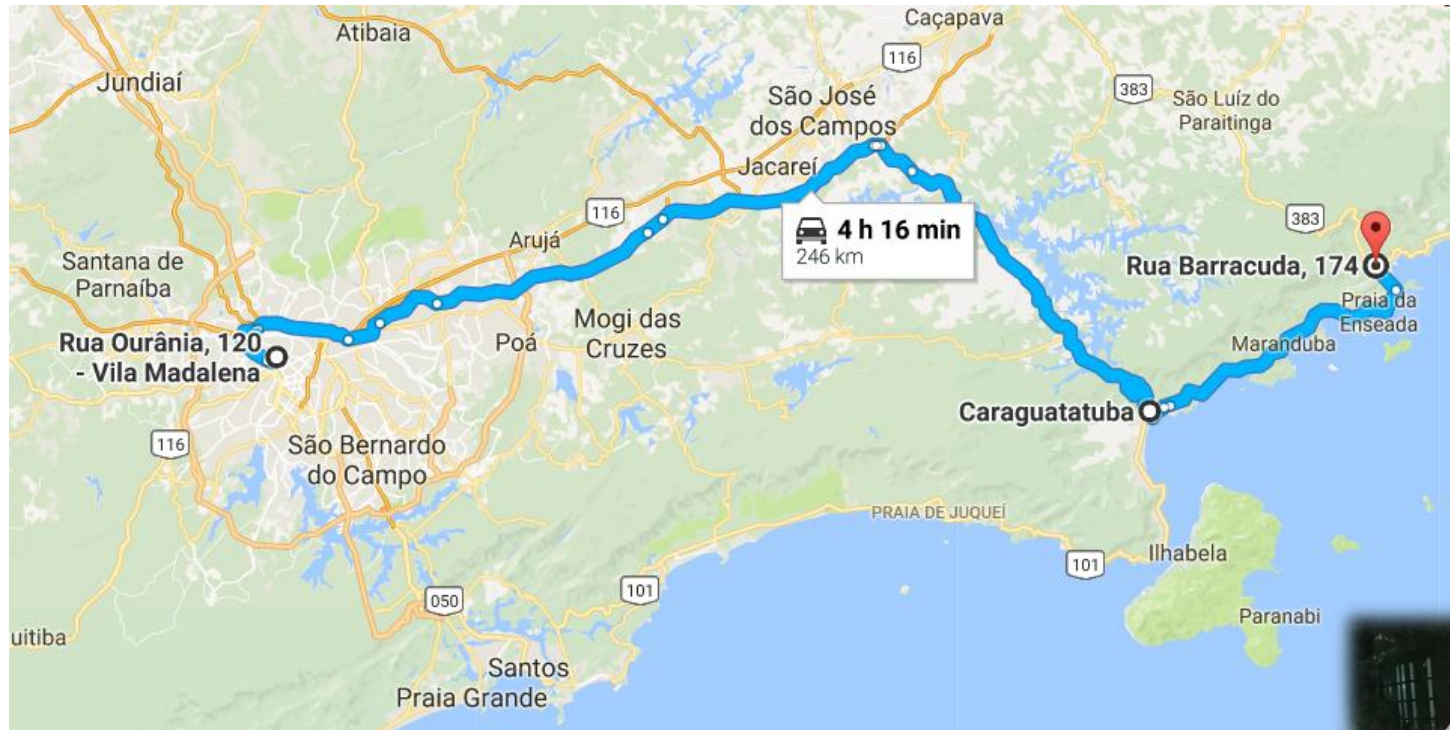 Caçapava
Atibaia
116
Jundiaí
383
São José
dos Campos
São Luíz do
Paraitinga
Jacareí
116
383
4 h 16 min
246 km
Arujá
Santana de
Parnaíba
Rua Barracuda, 174
Praia da
Enseada
Mogi das
Cruzes
Rua Ourânia, 120
- Vila Madalena
Poá
Maranduba
Caraguatatuba
116
São Bernardo
do Campo
PRAIA DE JUQUEÍ
Ilhabela
101
101
050
Paranabi
uitiba
Santos
Praia Grande